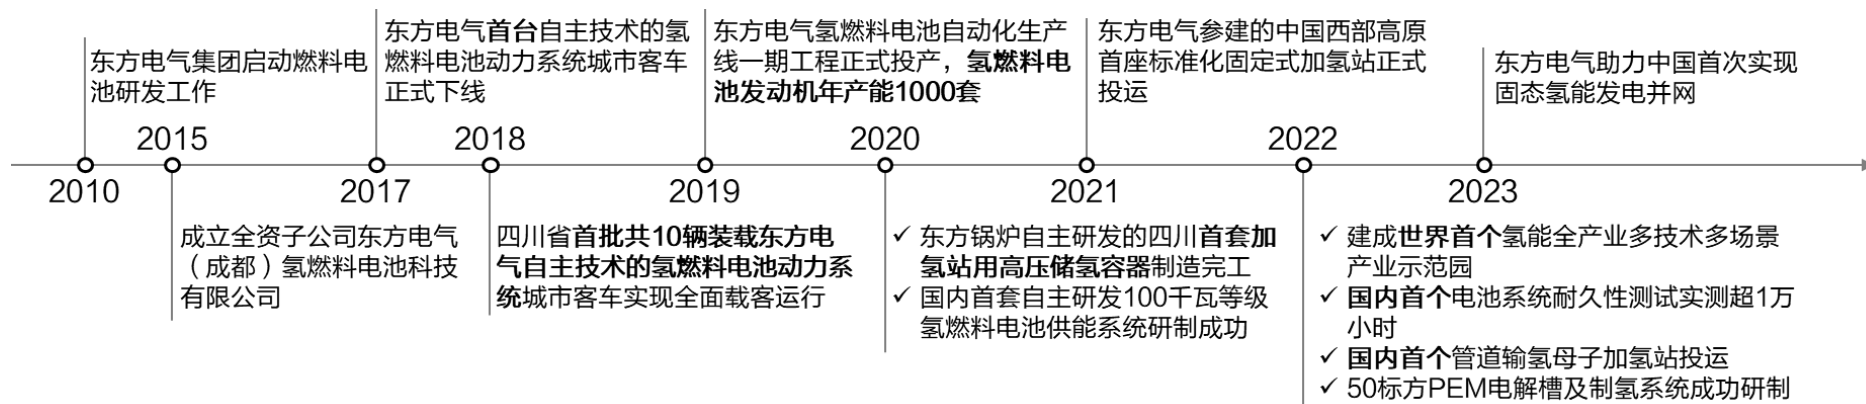 东方电气集团启动燃料电
池研发工作
东方电气首台自主技术的氢
燃料电池动力系统城市客车
正式下线
东方电气氢燃料电池自动化生产
线一期工程正式投产，氢燃料电
池发动机年产能1000套
东方电气参建的中国西部高原
首座标准化固定式加氢站正式
投运
东方电气助力中国首次实现
固态氢能发电并网
2015
2018
2020
2022
2010
2017
2019
2021
2023
成立全资子公司东方电气
（成都）氢燃料电池科技
有限公司
四川省首批共10辆装载东方电
气自主技术的氢燃料电池动力系
统城市客车实现全面载客运行
✓ 东方锅炉自主研发的四川首套加
氢站用高压储氢容器制造完工
✓ 国内首套自主研发100千瓦等级
氢燃料电池供能系统研制成功
✓ 建成世界首个氢能全产业多技术多场景
产业示范园
✓ 国内首个电池系统耐久性测试实测超1万
小时
✓ 国内首个管道输氢母子加氢站投运
✓ 50标方PEM电解槽及制氢系统成功研制